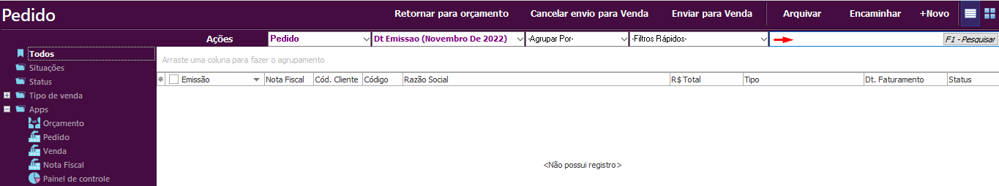 Pedido
Retornar para orçamento Cancelar envio para Venda Enviar para Venda Arquivar Encaminhar +Novo
Ações Pedido Dt Emissao (Novembro De 2022) -Agrupar Por- -Filtros Rápidos- F1 - Pesquisar
Todos
Situações
Status
Tipo de venda
Apps
Orçamento
Pedido
Venda
Nota Fiscal
Painel de controle
Arraste uma coluna para fazer o agrupamento
Emissão Nota Fiscal Cód. Cliente Código Razão Social R$ Total Tipo Dt. Faturamento Status
<Não possui registro>